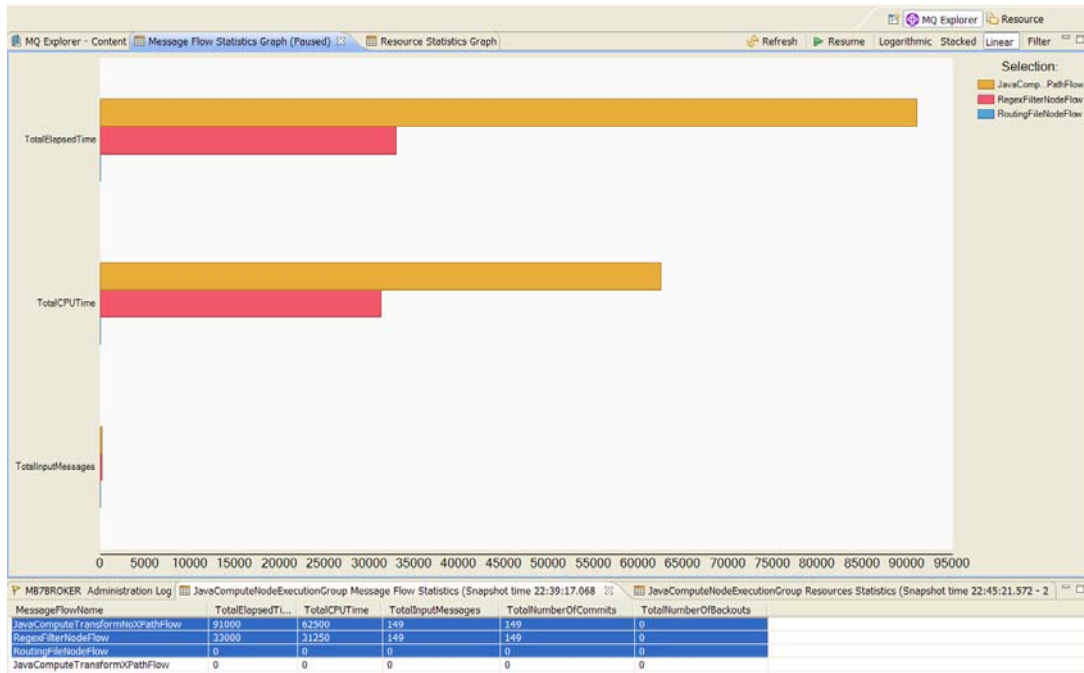 MQ Explorer Resource
MQ Explorer - Content Message Flow Statistics Graph (Paused) Resource Statistics Graph Refresh Resume Logarithmic Stacked Linear Filter
Selection:
JavaComp...PathFlow
RegexFilterNodeFlow
RoutingFileNodeFlow
TotalElapsedTime
TotalCPUTime
TotalInputMessages
0 5000 10000 15000 20000 25000 30000 35000 40000 45000 50000 55000 60000 65000 70000 75000 80000 85000 90000 95000
MB7BROKER Administration Log JavaComputeNodeExecutionGroup Message Flow Statistics (Snapshot time 22:39:17.068 JavaComputeNodeExecutionGroup Resources Statistics (Snapshot time 22:45:21.572 - 2
MessageFlowName TotalElapsedTi... TotalCPUTime TotalInputMessages TotalNumberOfCommits TotalNumberOfBackouts
JavaComputeTransformNoXPathFlow 91000 62500 149 149 0
RegexFilterNodeFlow 33000 31250 149 149 0
RoutingFileNodeFlow 0 0 0 0 0
JavaComputeTransformXPathFlow 0 0 0 0 0